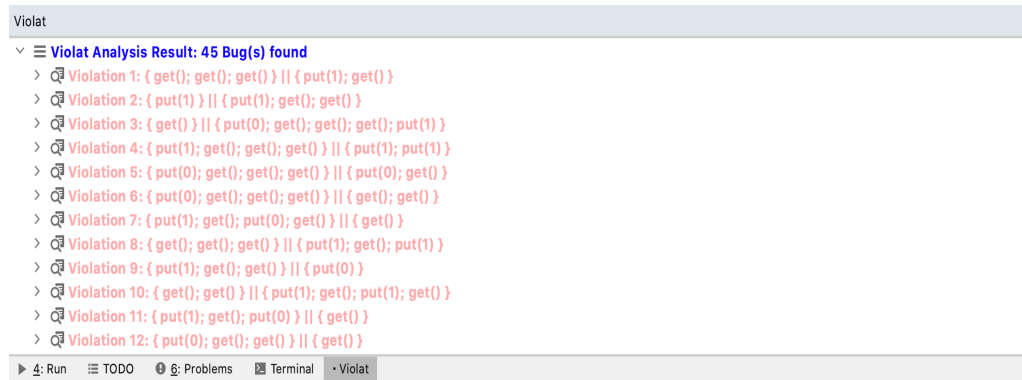 Violat
Violat Analysis Result: 45 Bug(s) found
Violation 1: { get(); get(); get() } || { put(1); get() }
Violation 2: { put(1) } || { put(1); get(); get() }
Violation 3: { get() } || { put(0); get(); get(); get(); put(1) }
Violation 4: { put(1); get(); get(); get() } || { put(1); put(1) }
Violation 5: { put(0); get(); get(); get() } || { put(0); get() }
Violation 6: { put(0); get(); get(); get() } || { get(); get() }
Violation 7: { put(1); get(); put(0); get() } || { get() }
Violation 8: { get(); get(); get() } || { put(1); get(); put(1) }
Violation 9: { put(1); get(); get() } || { put(0) }
Violation 10: { get(); get() } || { put(1); get(); put(1); get() }
Violation 11: { put(1); get(); put(0) } || { get() }
Violation 12: { put(0); get(); get() } || { get() }
4: Run TODO 6: Problems Terminal • Violat